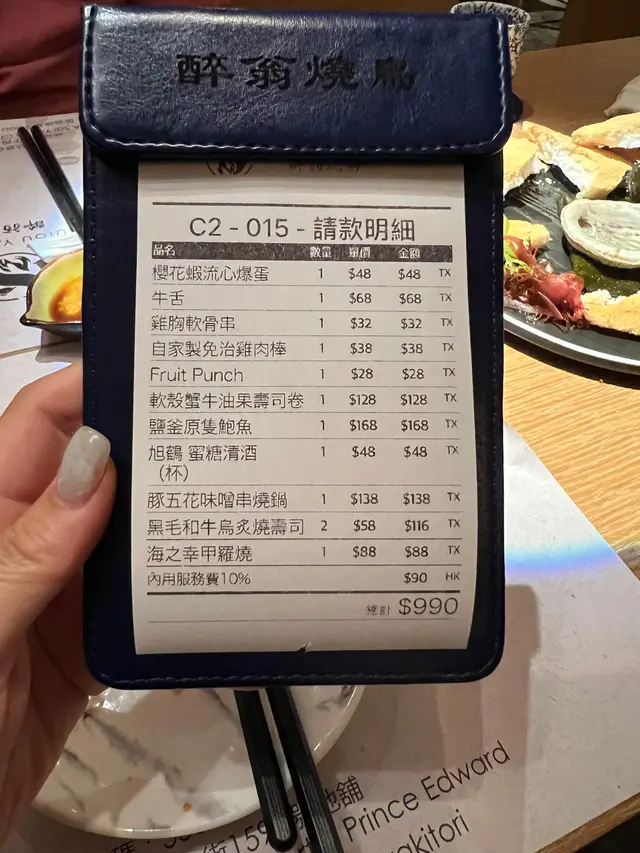 醉翁燒鳥
C2 - 015 - 請款明細
品名 數量 單價 金額
櫻花蝦流心爆蛋 1 $48 $48 TX
牛舌 1 $68 $68 TX
雞胸軟骨串 1 $32 $32 TX
自家製免治雞肉棒 1 $38 $38 TX
Fruit Punch 1 $28 $28 TX
軟殼蟹牛油果壽司卷 1 $128 $128 TX
鹽釜原隻鮑魚 1 $168 $168 TX
旭鶴 蜜糖清酒 1 $48 $48 TX
(杯)
豚五花味噌串燒鍋 1 $138 $138 TX
黑毛和牛烏炙燒壽司 2 $58 $116 TX
海之幸甲羅燒 1 $88 $88 TX
內用服務費10% $90 HK
總計 $990
Prince Edward
akitori